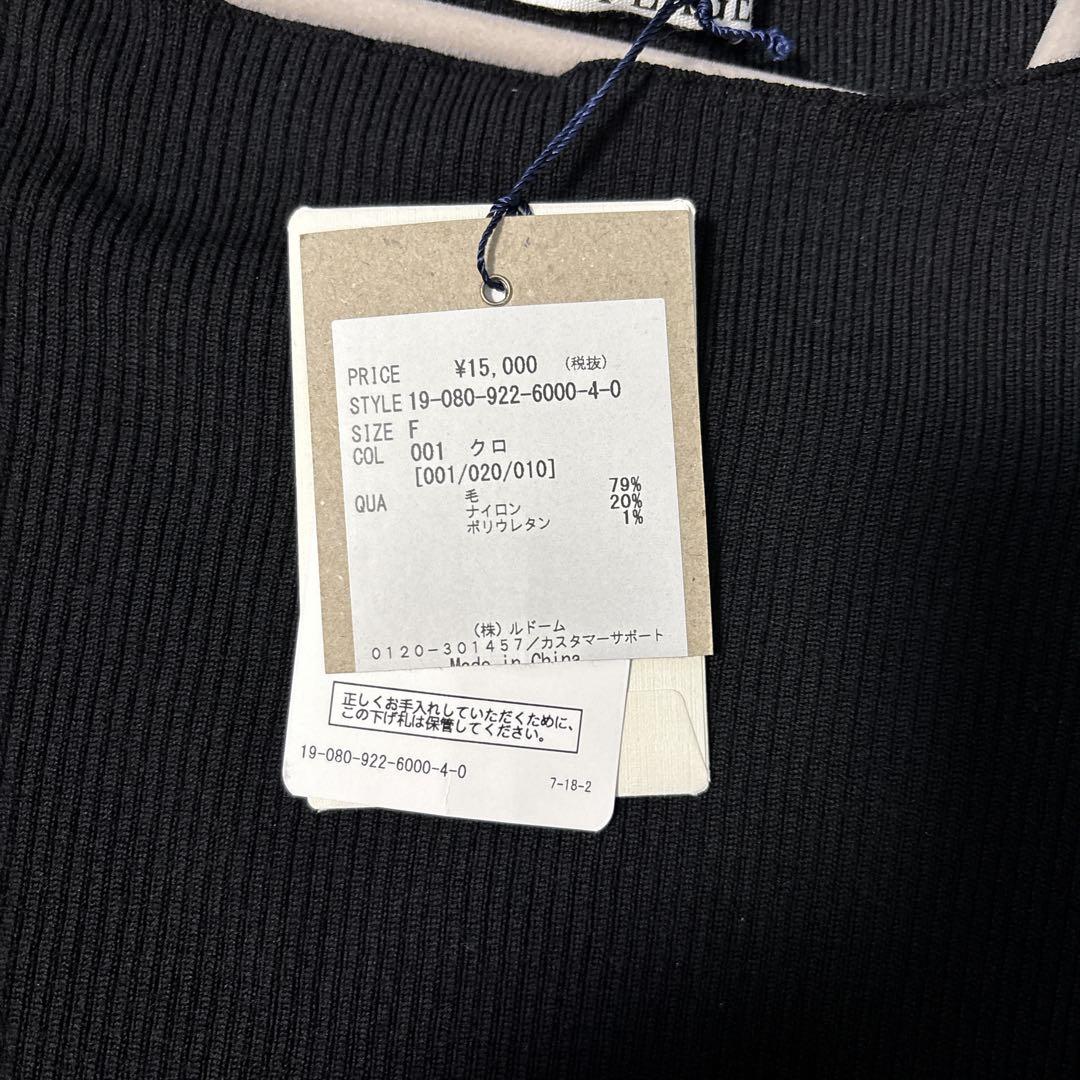 PRICE ¥15,000 (税抜)
STYLE 19-080-922-6000-4-0
SIZE F
COL 001 クロ
[001/020/010]
QUA 毛 79%
ナイロン 20%
ポリウレタン 1%
(株)ルドーム
0120-301457/カスタマーサポート
Made in China
正しくお手入れしていただくために、
この下げ札は保管してください。
19-080-922-6000-4-0
7-18-2